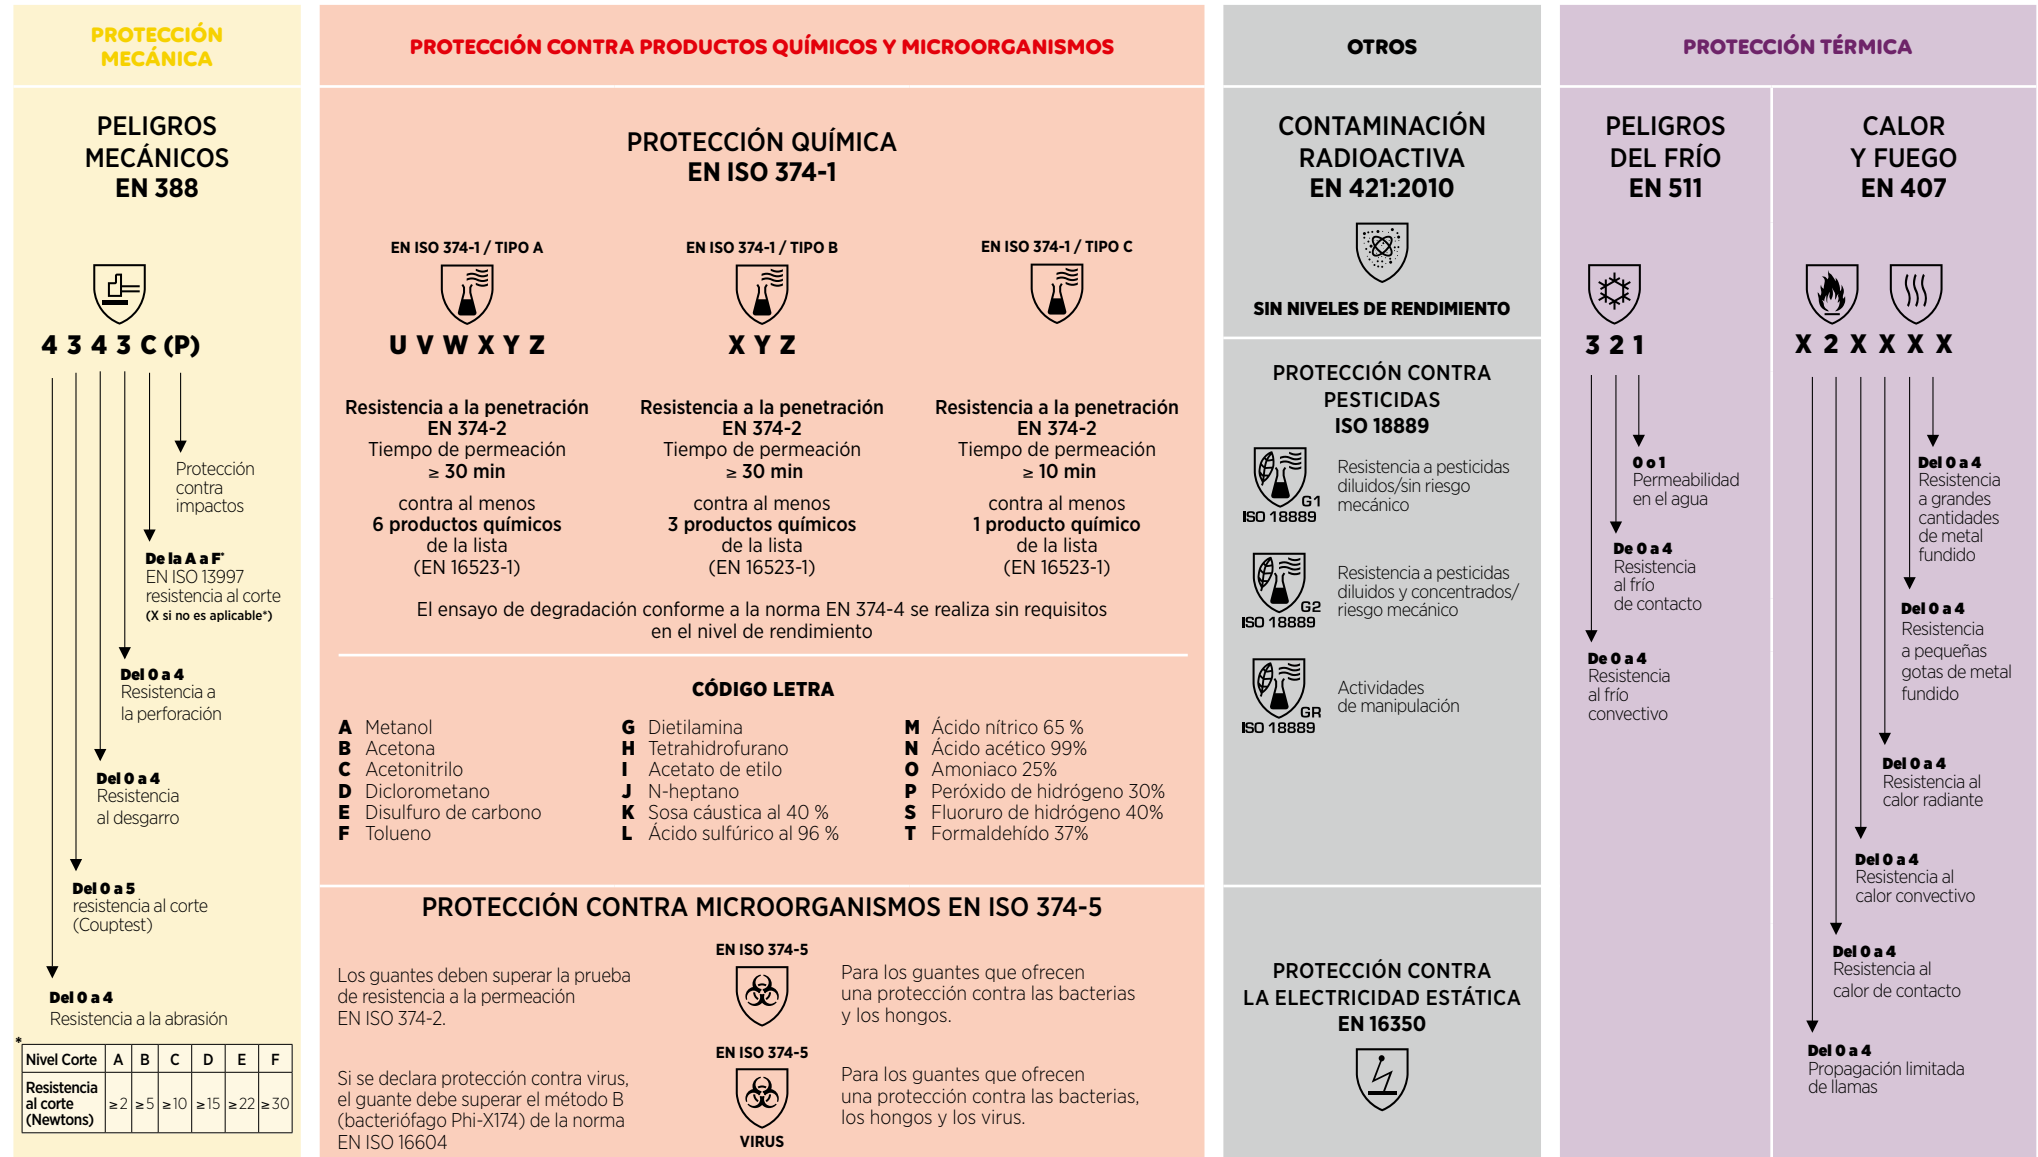 PROTECCIÓN
MECÁNICA
PELIGROS
MECÁNICOS
EN 388
4 3 4 3 C (P)
Protección
contra
impactos
De la A a F*
EN ISO 13997
resistencia al corte
(X si no es aplicable*)
Del 0 a 4
Resistencia a
la perforación
Del 0 a 4
Resistencia
al desgarro
Del 0 a 5
resistencia al corte
(Couptest)
Del 0 a 4
Resistencia a la abrasión
*
Nivel Corte A B C D E F
Resistencia
al corte
(Newtons) ≥2 ≥5 ≥10 ≥15 ≥22 ≥30
PROTECCIÓN CONTRA PRODUCTOS QUÍMICOS Y MICROORGANISMOS
PROTECCIÓN QUÍMICA
EN ISO 374-1
EN ISO 374-1 / TIPO A
U V W X Y Z
Resistencia a la penetración
EN 374-2
Tiempo de permeación
≥ 30 min
contra al menos
6 productos químicos
de la lista
(EN 16523-1)
EN ISO 374-1 / TIPO B
X Y Z
Resistencia a la penetración
EN 374-2
Tiempo de permeación
≥ 30 min
contra al menos
3 productos químicos
de la lista
(EN 16523-1)
EN ISO 374-1 / TIPO C
Resistencia a la penetración
EN 374-2
Tiempo de permeación
≥ 10 min
contra al menos
1 producto químico
de la lista
(EN 16523-1)
El ensayo de degradación conforme a la norma EN 374-4 se realiza sin requisitos
en el nivel de rendimiento
CÓDIGO LETRA
A Metanol
B Acetona
C Acetonitrilo
D Diclorometano
E Disulfuro de carbono
F Tolueno
G Dietilamina
H Tetrahidrofurano
I Acetato de etilo
J N-heptano
K Sosa cáustica al 40 %
L Ácido sulfúrico al 96 %
M Ácido nítrico 65 %
N Ácido acético 99%
O Amoniaco 25%
P Peróxido de hidrógeno 30%
S Fluoruro de hidrógeno 40%
T Formaldehído 37%
PROTECCIÓN CONTRA MICROORGANISMOS EN ISO 374-5
Los guantes deben superar la prueba
de resistencia a la permeación
EN ISO 374-2.
EN ISO 374-5
Para los guantes que ofrecen
una protección contra las bacterias
y los hongos.
Si se declara protección contra virus,
el guante debe superar el método B
(bacteriófago Phi-X174) de la norma
EN ISO 16604
EN ISO 374-5
VIRUS
Para los guantes que ofrecen
una protección contra las bacterias,
los hongos y los virus.
OTROS
CONTAMINACIÓN
RADIOACTIVA
EN 421:2010
SIN NIVELES DE RENDIMIENTO
PROTECCIÓN CONTRA
PESTICIDAS
ISO 18889
G1
ISO 18889
Resistencia a pesticidas
diluidos/sin riesgo
mecánico
G2
ISO 18889
Resistencia a pesticidas
diluidos y concentrados/
riesgo mecánico
GR
ISO 18889
Actividades
de manipulación
PROTECCIÓN CONTRA
LA ELECTRICIDAD ESTÁTICA
EN 16350
PROTECCIÓN TÉRMICA
PELIGROS
DEL FRÍO
EN 511
3 2 1
0 o 1
Permeabilidad
en el agua
De 0 a 4
Resistencia
al frío
de contacto
De 0 a 4
Resistencia
al frío
convectivo
CALOR
Y FUEGO
EN 407
X 2 X X X X
Del 0 a 4
Resistencia
a grandes
cantidades
de metal
fundido
Del 0 a 4
Resistencia
a pequeñas
gotas de metal
fundido
Del 0 a 4
Resistencia al
calor radiante
Del 0 a 4
Resistencia al
calor convectivo
Del 0 a 4
Resistencia al
calor de contacto
Del 0 a 4
Propagación limitada
de llamas